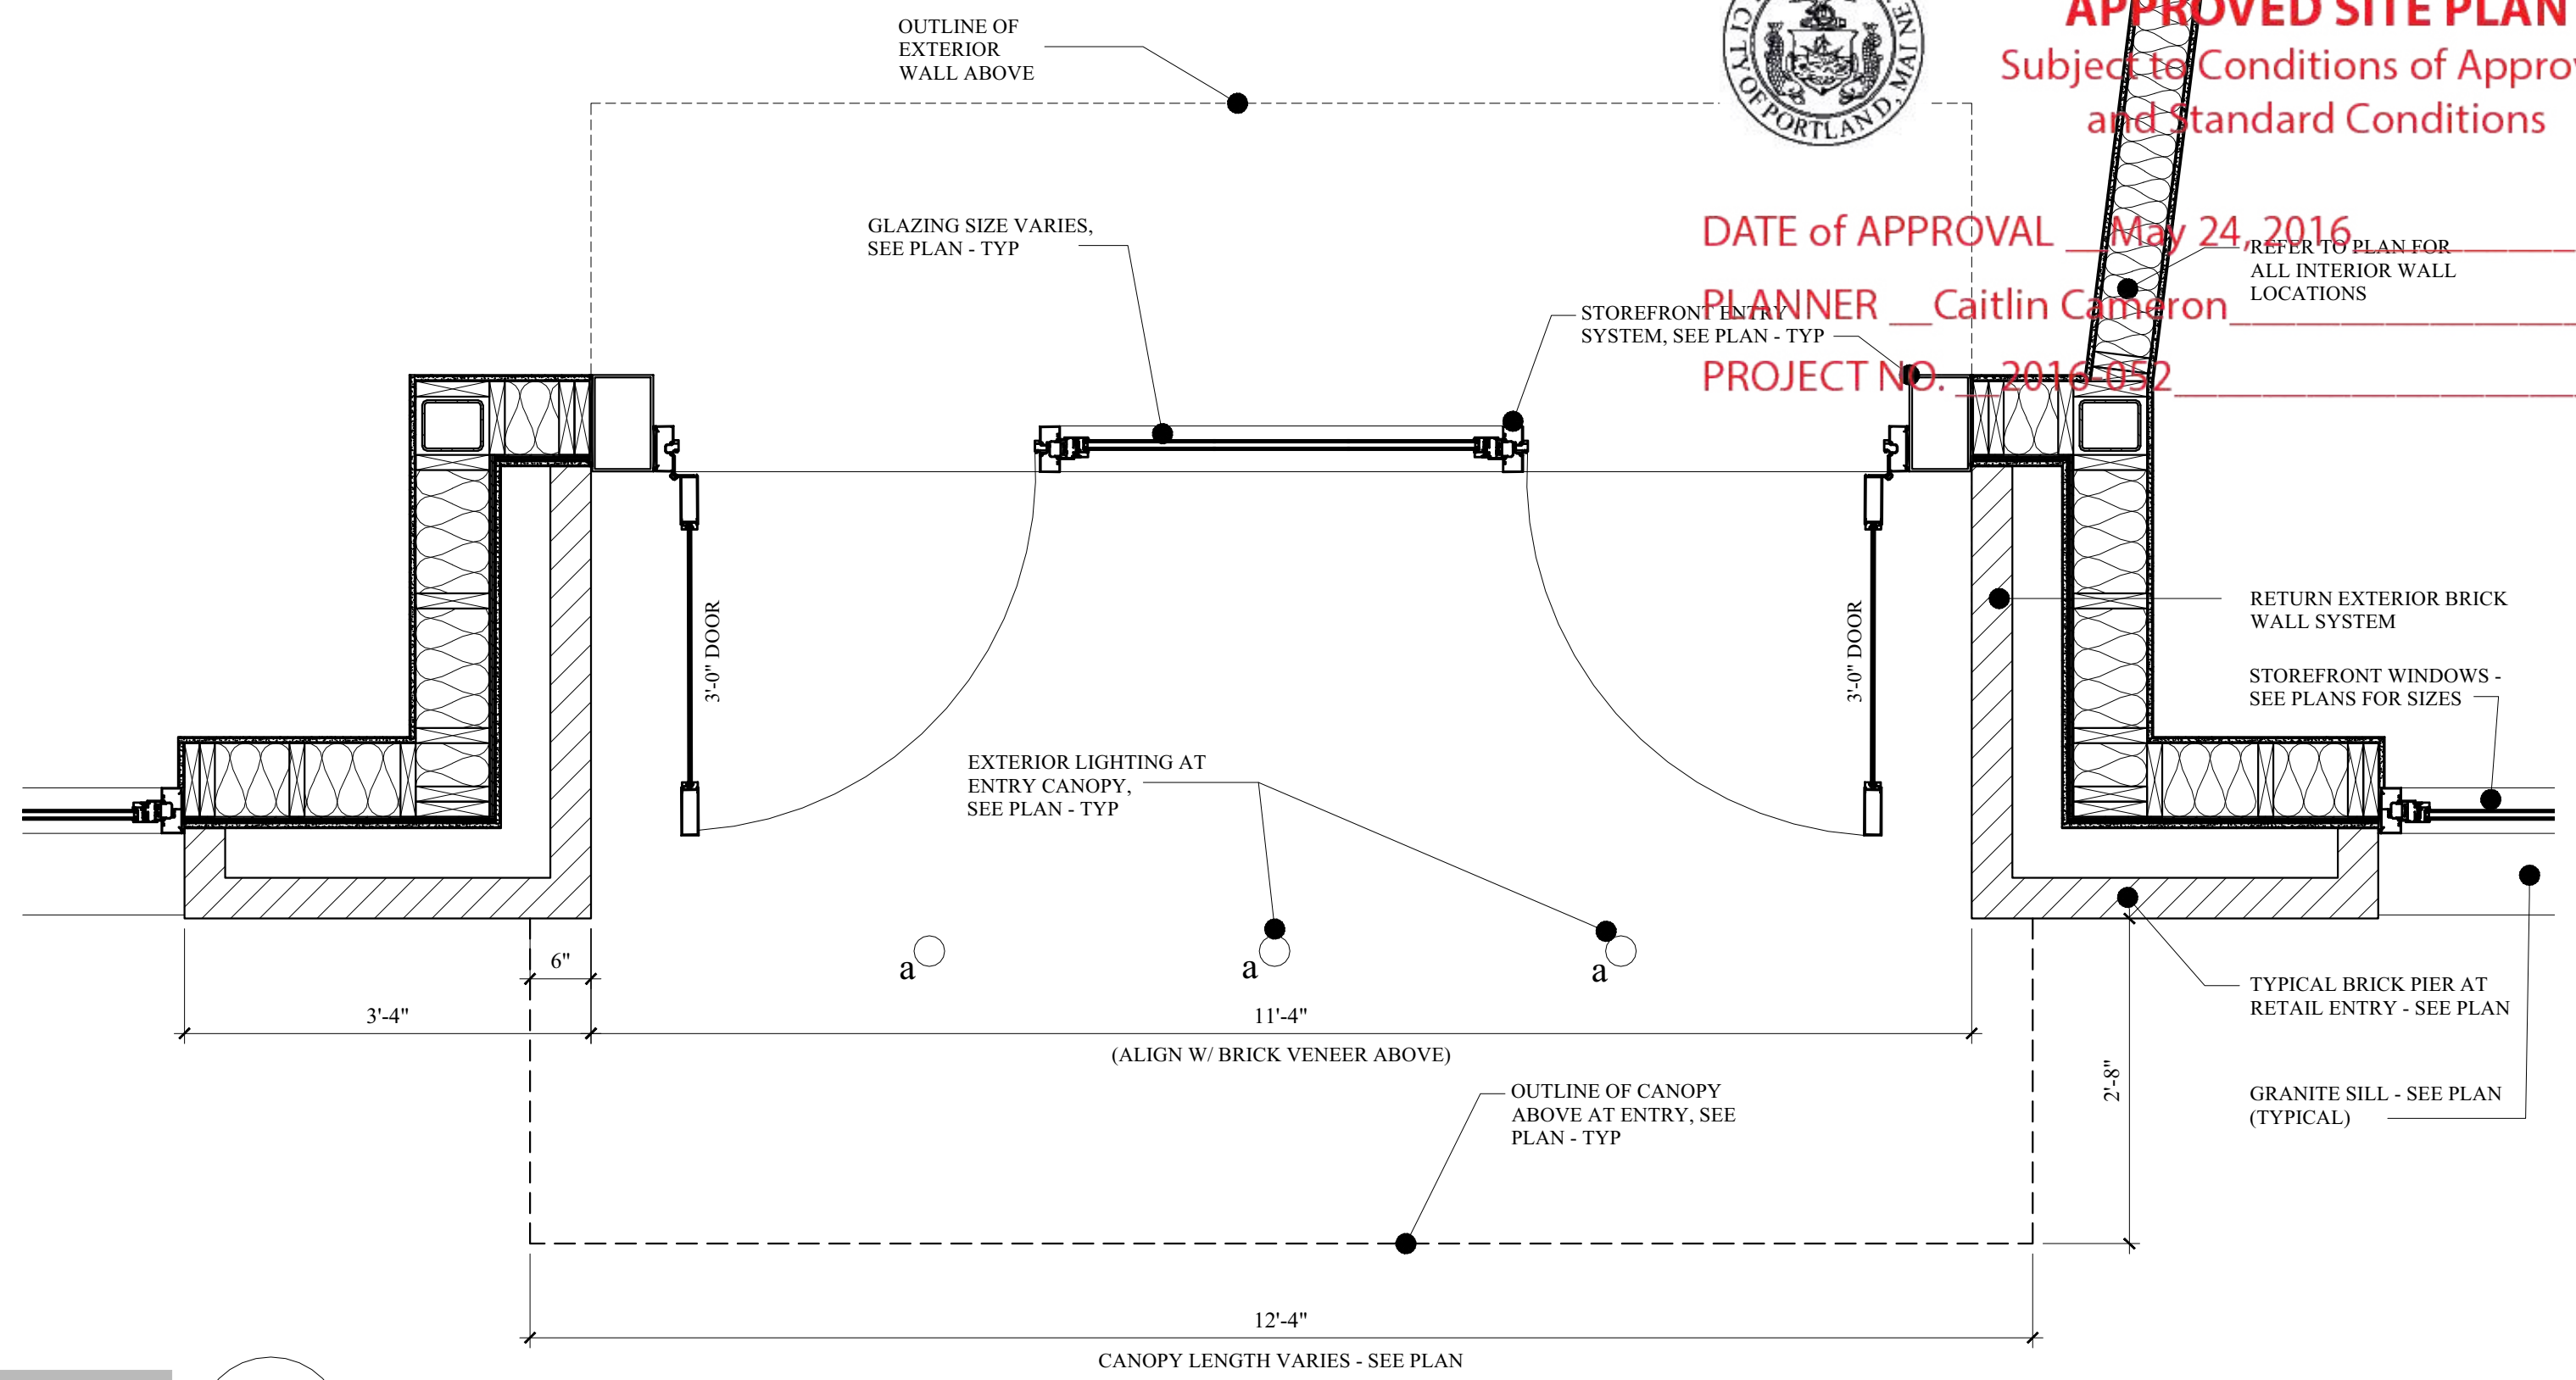 OUTLINE OF
EXTERIOR
WALL ABOVE
CITY OF PORTLAND, MAINE
APPROVED SITE PLAN
Subject to Conditions of Approv
and Standard Conditions
GLAZING SIZE VARIES,
SEE PLAN - TYP
DATE of APPROVAL __May 24, 2016
REFER TO PLAN FOR
ALL INTERIOR WALL
LOCATIONS
STOREFRONT ENTRY
SYSTEM, SEE PLAN - TYP
PLANNER __Caitlin Cameron
PROJECT NO. __2016-052
3'-0" DOOR
3'-0" DOOR
RETURN EXTERIOR BRICK
WALL SYSTEM
STOREFRONT WINDOWS -
SEE PLANS FOR SIZES
EXTERIOR LIGHTING AT
ENTRY CANOPY,
SEE PLAN - TYP
a
a
a
6"
3'-4"
11'-4"
(ALIGN W/ BRICK VENEER ABOVE)
TYPICAL BRICK PIER AT
RETAIL ENTRY - SEE PLAN
2'-8"
OUTLINE OF CANOPY
ABOVE AT ENTRY, SEE
PLAN - TYP
GRANITE SILL - SEE PLAN
(TYPICAL)
12'-4"
CANOPY LENGTH VARIES - SEE PLAN